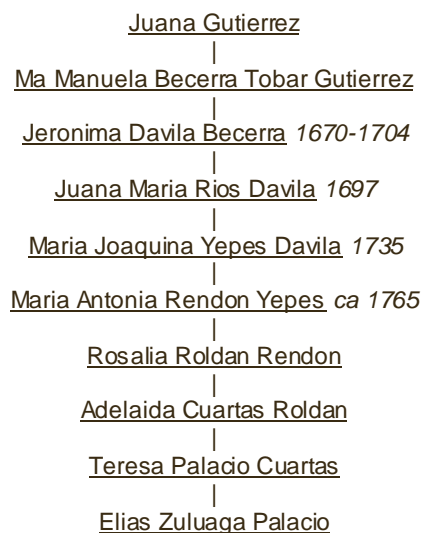 Juana Gutierrez
|
Ma Manuela Becerra Tobar Gutierrez
|
Jeronima Davila Becerra 1670-1704
|
Juana Maria Rios Davila 1697
|
Maria Joaquina Yepes Davila 1735
|
Maria Antonia Rendon Yepes ca 1765
|
Rosalia Roldan Rendon
|
Adelaida Cuartas Roldan
|
Teresa Palacio Cuartas
|
Elias Zuluaga Palacio